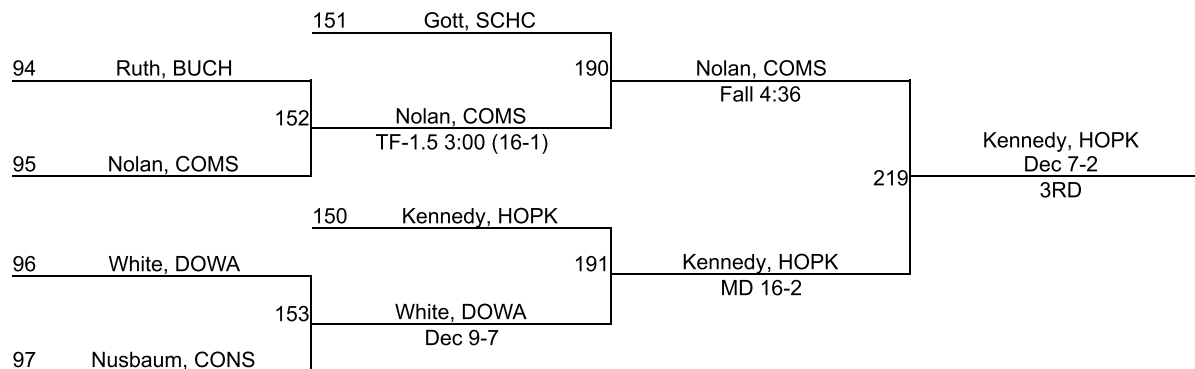 151 Gott, SCHC
94 Ruth, BUCH
190 Nolan, COMS
Fall 4:36
152 Nolan, COMS
TF-1.5 3:00 (16-1)
95 Nolan, COMS
Kennedy, HOPK
Dec 7-2
219
3RD
150 Kennedy, HOPK
96 White, DOWA
191 Kennedy, HOPK
MD 16-2
153 White, DOWA
Dec 9-7
97 Nusbaum, CONS